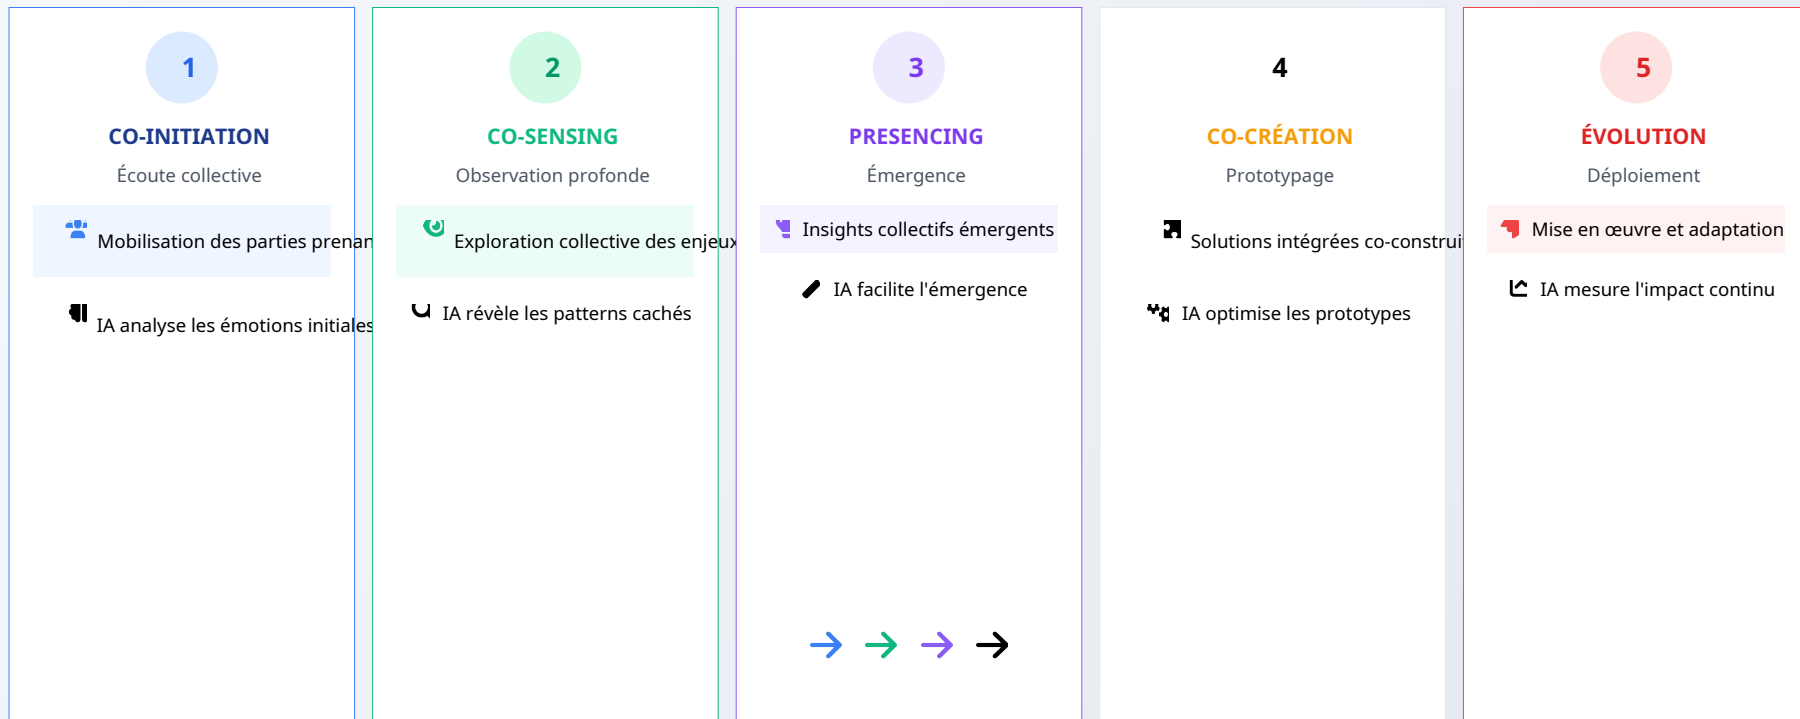 1
CO-INITIATION
Écoute collective
Mobilisation des parties
IA analyse les émotions initiales
2
CO-SENSING
Observation profonde
Exploration collective des enjeux
IA révèle les patterns cachés
3
PRESENCING
Émergence
Insights collectifs émergents
IA facilite l'émergence
4
CO-CRÉATION
Prototypage
Solutions intégrées
IA optimise les prototypes
5
ÉVOLUTION
Déploiement
Mise en œuvre et adaptation
IA mesure l'impact continu